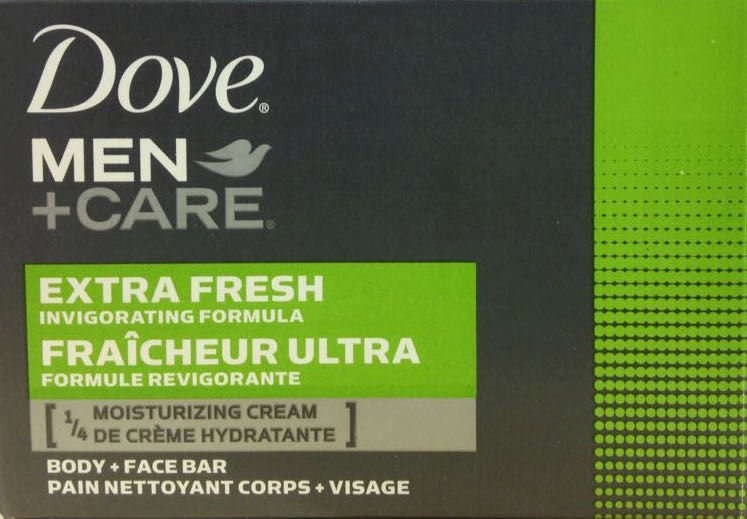 Dove®
MEN
+CARE®
EXTRA FRESH
INVIGORATING FORMULA
FRAÎCHEUR ULTRA
FORMULE REVIGORANTE
[ 1/4 MOISTURIZING CREAM
DE CRÈME HYDRATANTE ]
BODY + FACE BAR
PAIN NETTOYANT CORPS + VISAGE